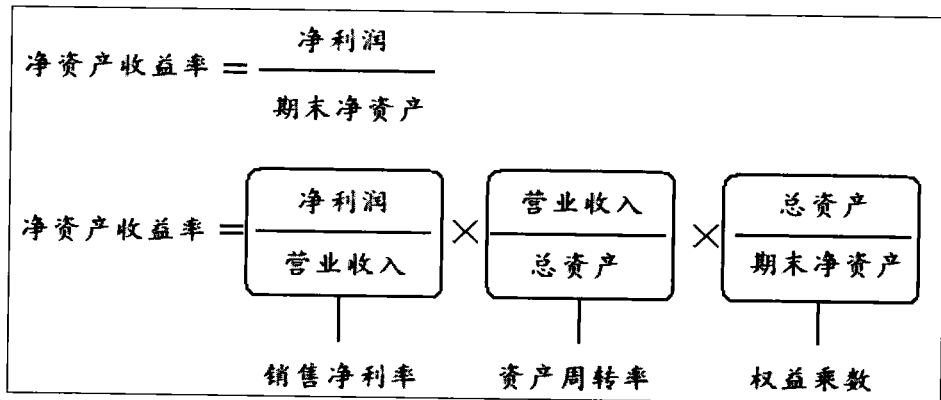 净利润
净资产收益率=
期末净资产
净利润 营业收入 总资产
净资产收益率= × ×
营业收入 总资产 期末净资产
销售净利率 资产周转率 权益乘数